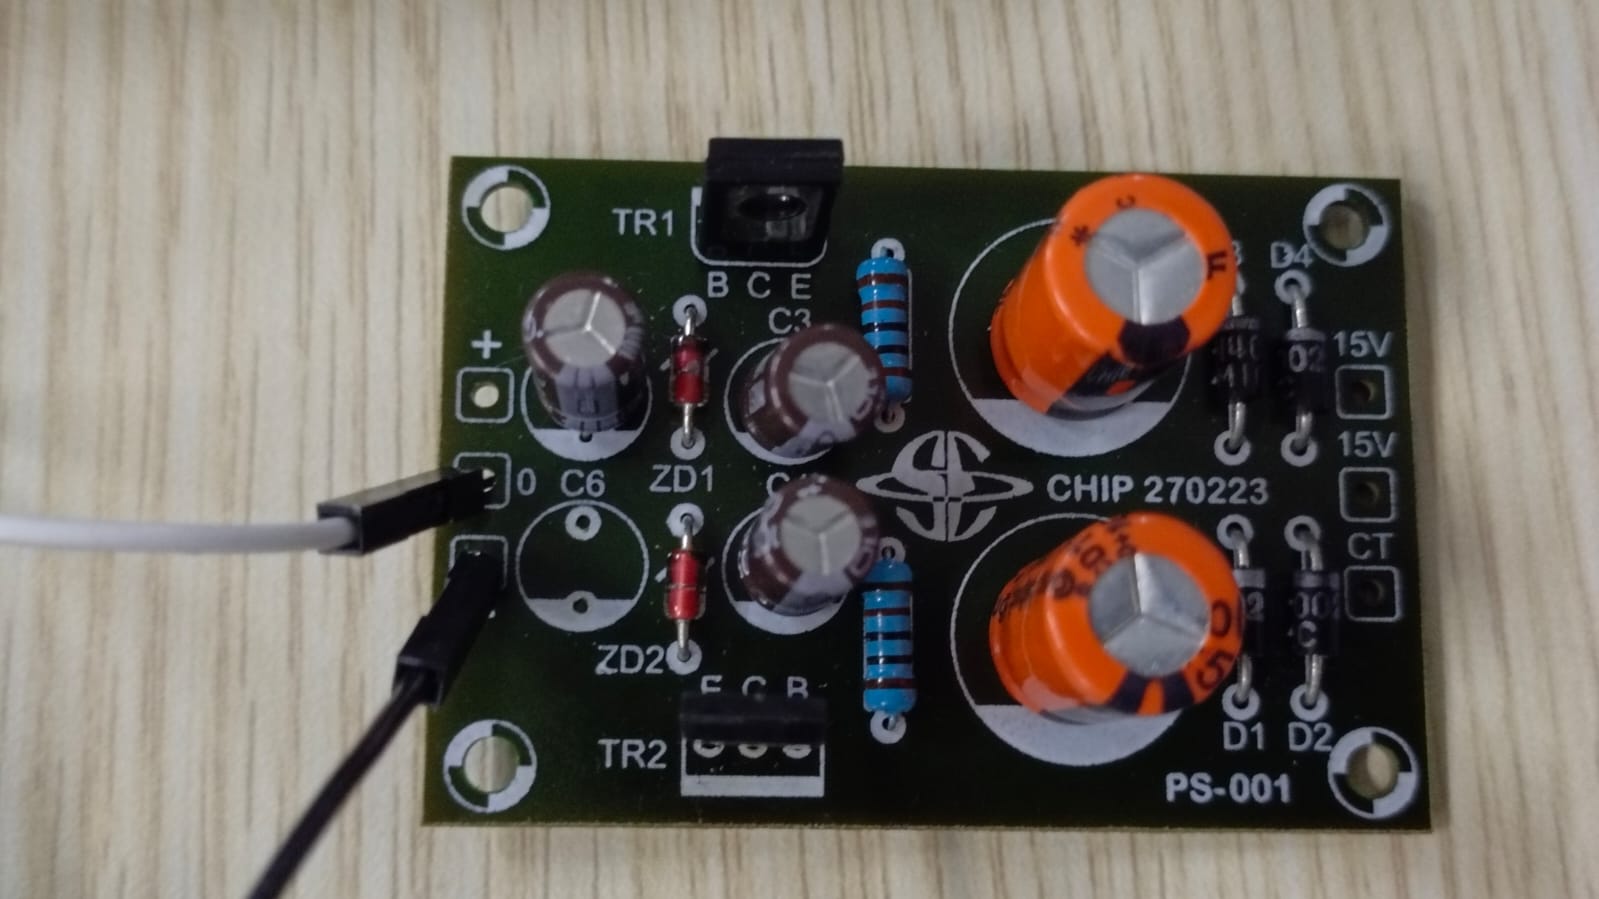 TR1
B C E
C3
D4
+
15V
15V
0
C6
ZD1
CHIP 270223
CT
ZD2
E C B
TR2
D1
D2
PS-001